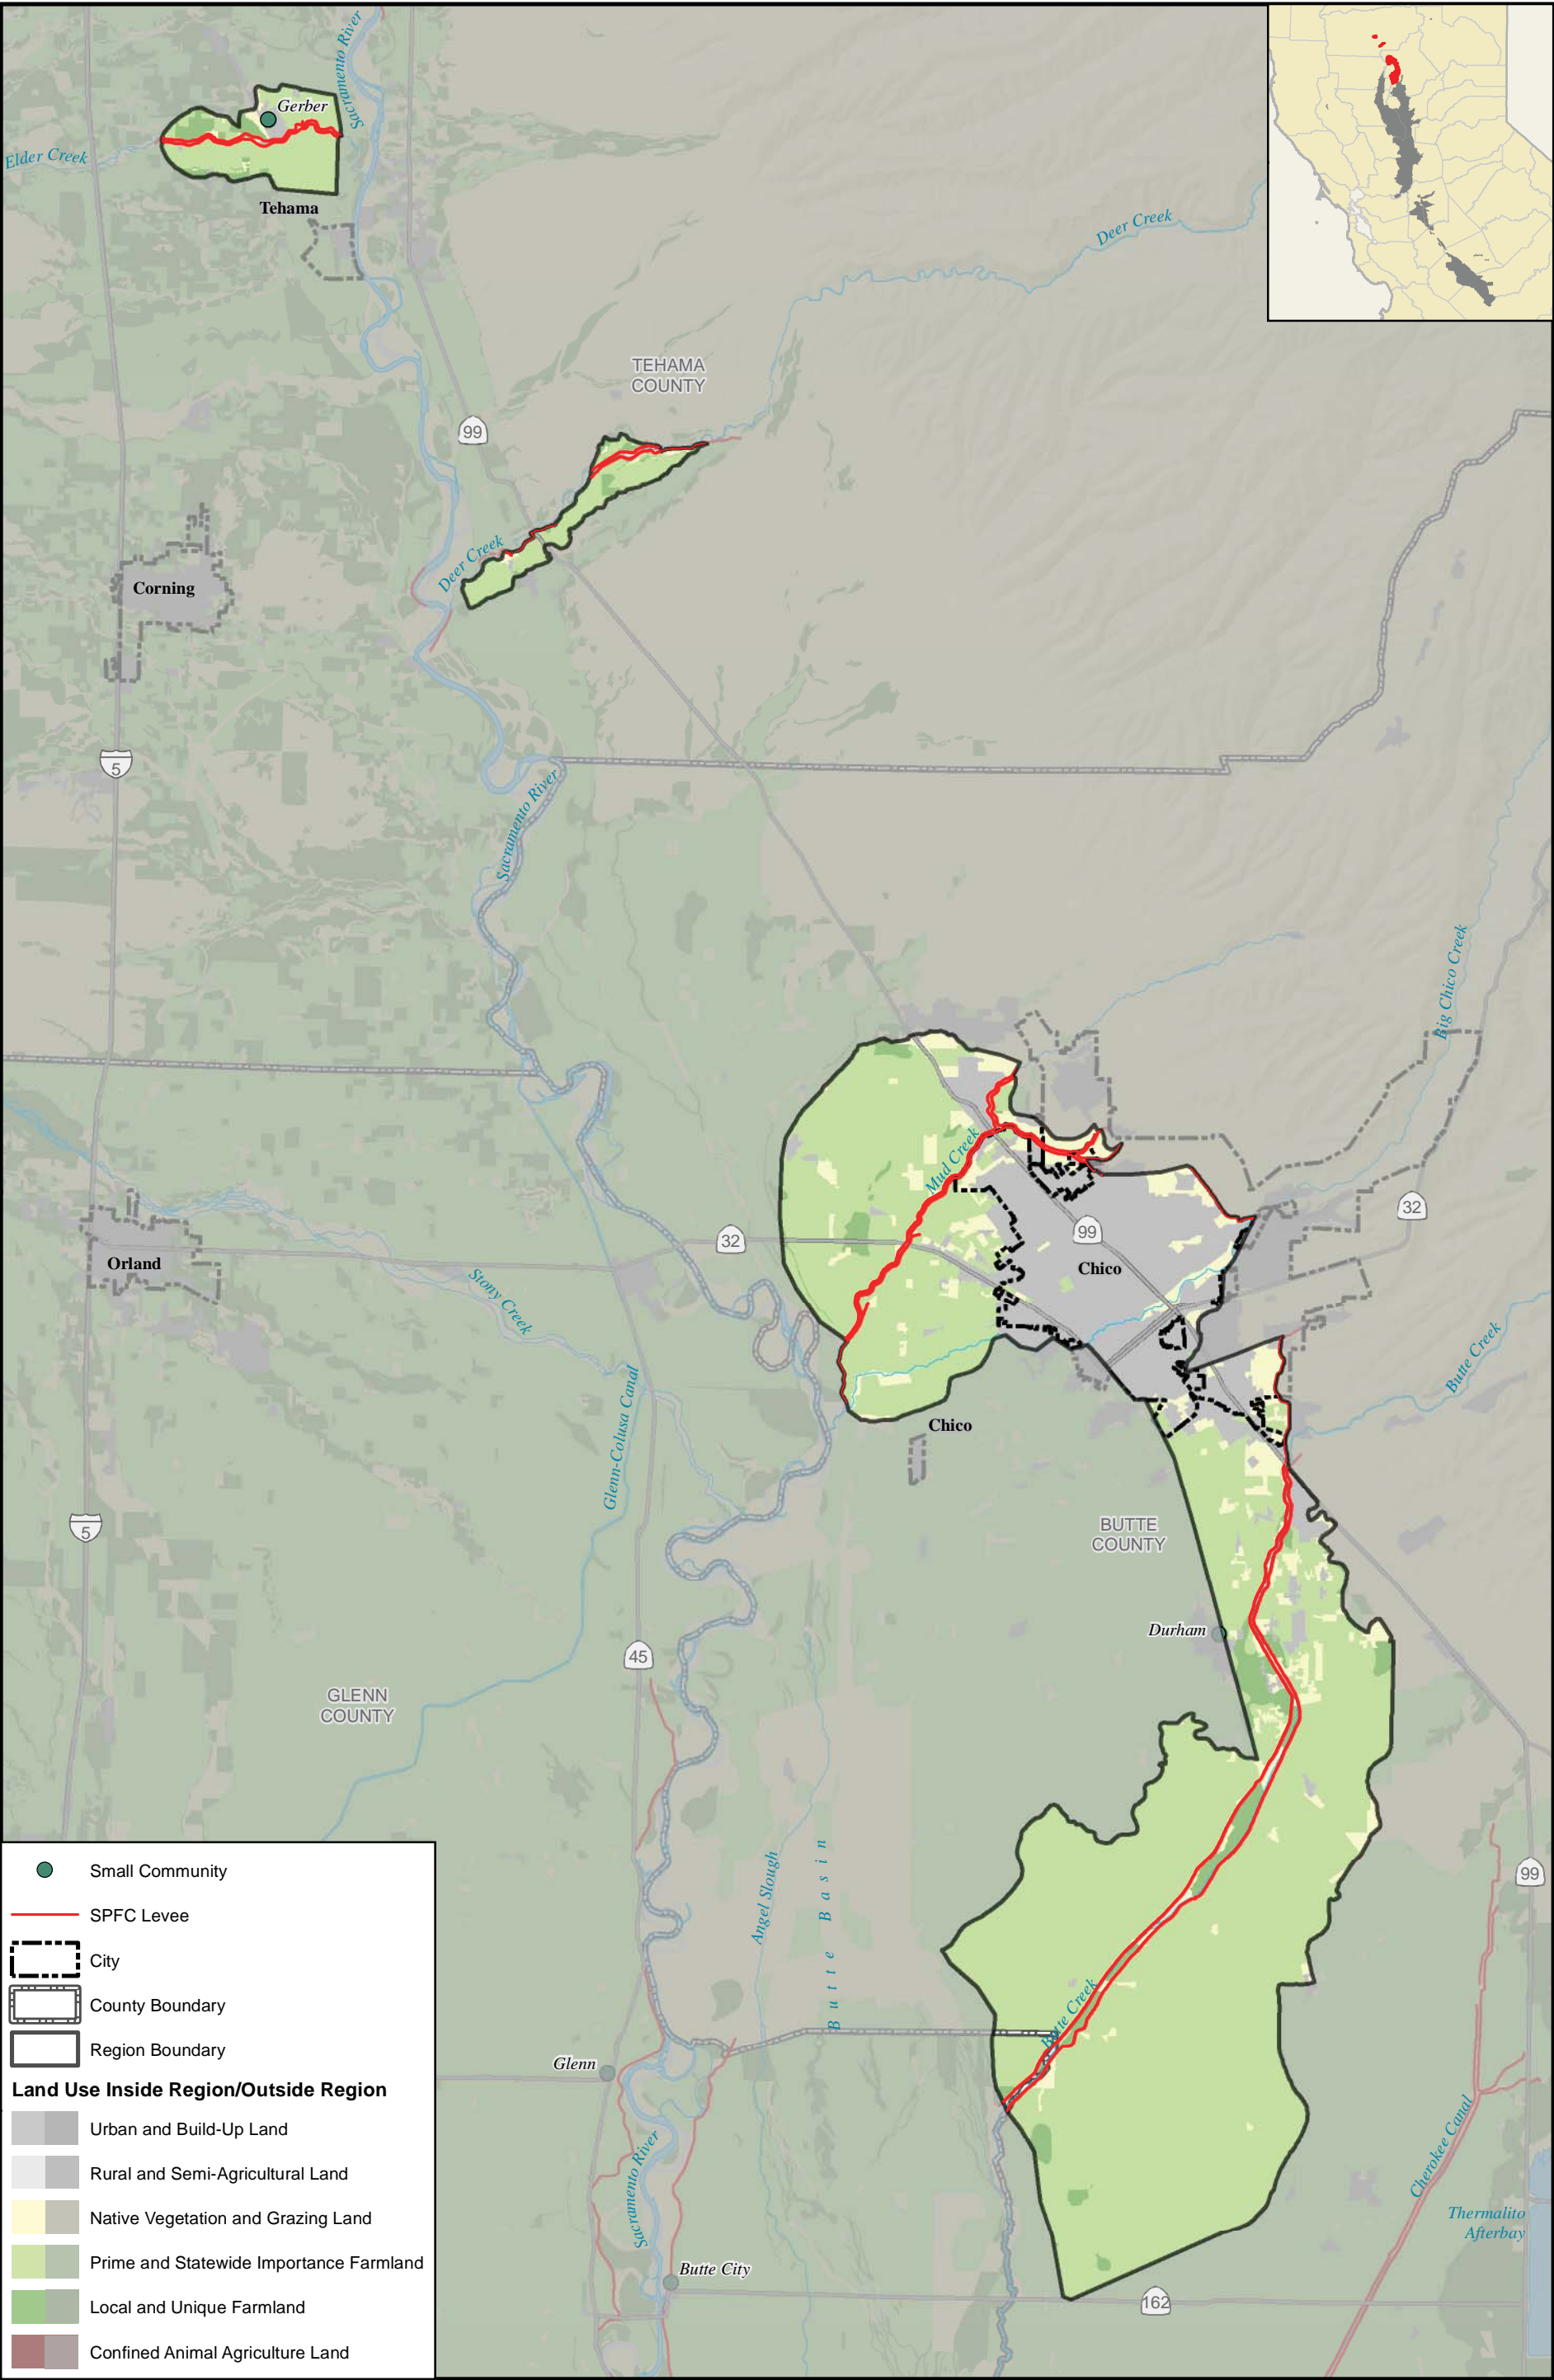 Sacramento River
Gerber
Elder Creek
Tehama
Deer Creek
TEHAMA
COUNTY
99
Deer Creek
Corning
5
Sacramento River
Big Chico Creek
Mud Creek
32
99
32
Chico
Orland
Stony Creek
Butte Creek
Glenn-Colusa Canal
Chico
5
BUTTE
COUNTY
Durham
45
GLENN
COUNTY
Angel Slough
Butte Basin
99
Butte Creek
Glenn
Sacramento River
Cherokee Canal
Thermalito
Afterbay
Butte City
162
Small Community
SPFC Levee
City
County Boundary
Region Boundary
Land Use Inside Region/Outside Region
Urban and Build-Up Land
Rural and Semi-Agricultural Land
Native Vegetation and Grazing Land
Prime and Statewide Importance Farmland
Local and Unique Farmland
Confined Animal Agriculture Land